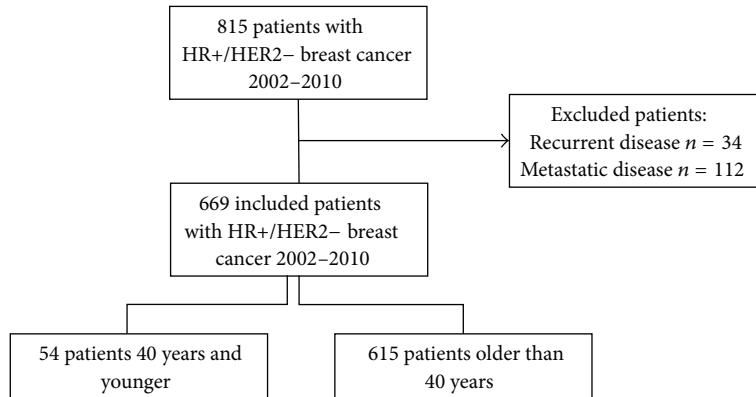 815 patients with
HR+/HER2− breast cancer
2002–2010
Excluded patients:
Recurrent disease n = 34
Metastatic disease n = 112
669 included patients
with HR+/HER2− breast
cancer 2002–2010
54 patients 40 years and
younger
615 patients older than
40 years